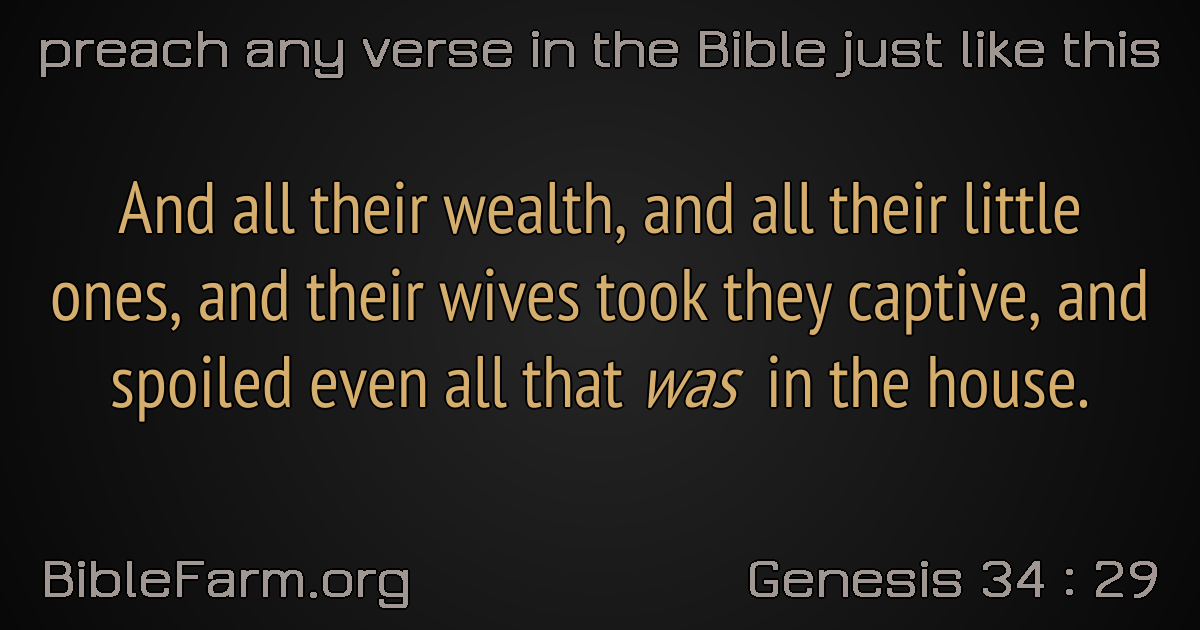 preach any verse in the Bible just like this
And all their wealth, and all their little
ones, and their wives took they captive, and
spoiled even all that was in the house.
BibleFarm.org
Genesis 34 : 29